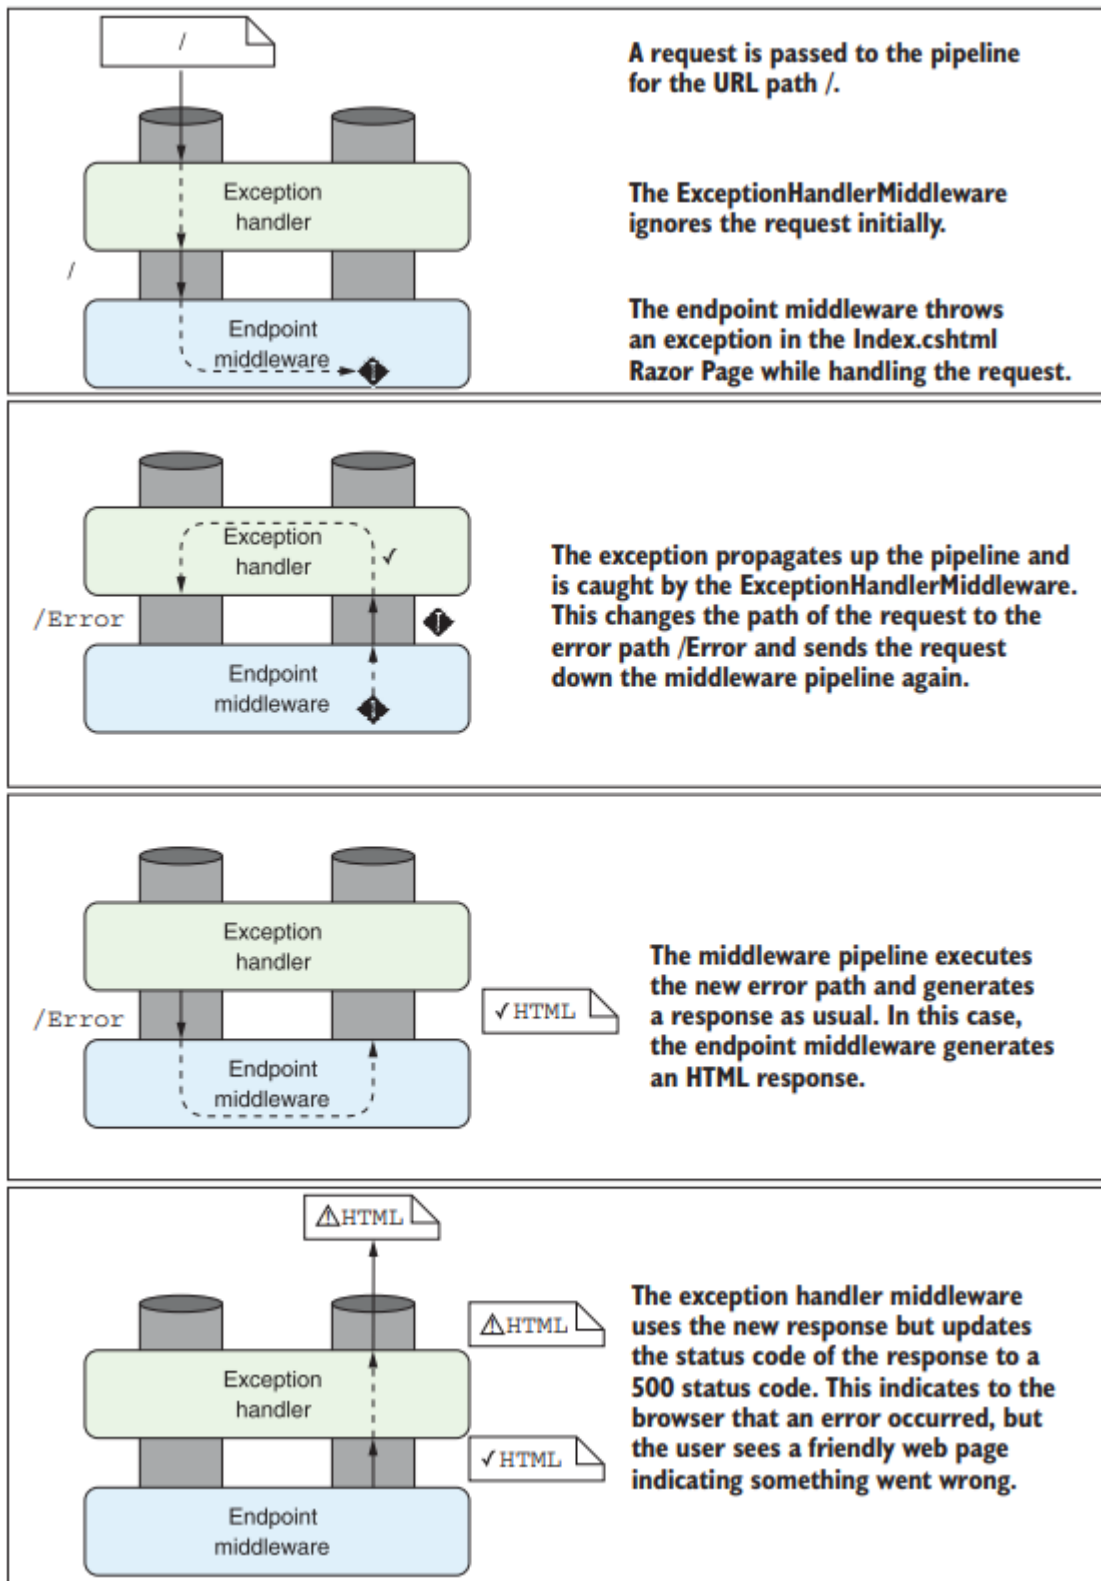 /
A request is passed to the pipeline
for the URL path /.
Exception
handler
The ExceptionHandlerMiddleware
ignores the request initially.
/
Endpoint
middleware
The endpoint middleware throws
an exception in the Index.cshtml
Razor Page while handling the request.
Exception
handler
✓
/Error
Endpoint
middleware
The exception propagates up the pipeline and
is caught by the ExceptionHandlerMiddleware.
This changes the path of the request to the
error path /Error and sends the request
down the middleware pipeline again.
Exception
handler
/Error
✓HTML
Endpoint
middleware
The middleware pipeline executes
the new error path and generates
a response as usual. In this case,
the endpoint middleware generates
an HTML response.
⚠HTML
⚠HTML
Exception
handler
✓HTML
Endpoint
middleware
The exception handler middleware
uses the new response but updates
the status code of the response to a
500 status code. This indicates to the
browser that an error occurred, but
the user sees a friendly web page
indicating something went wrong.